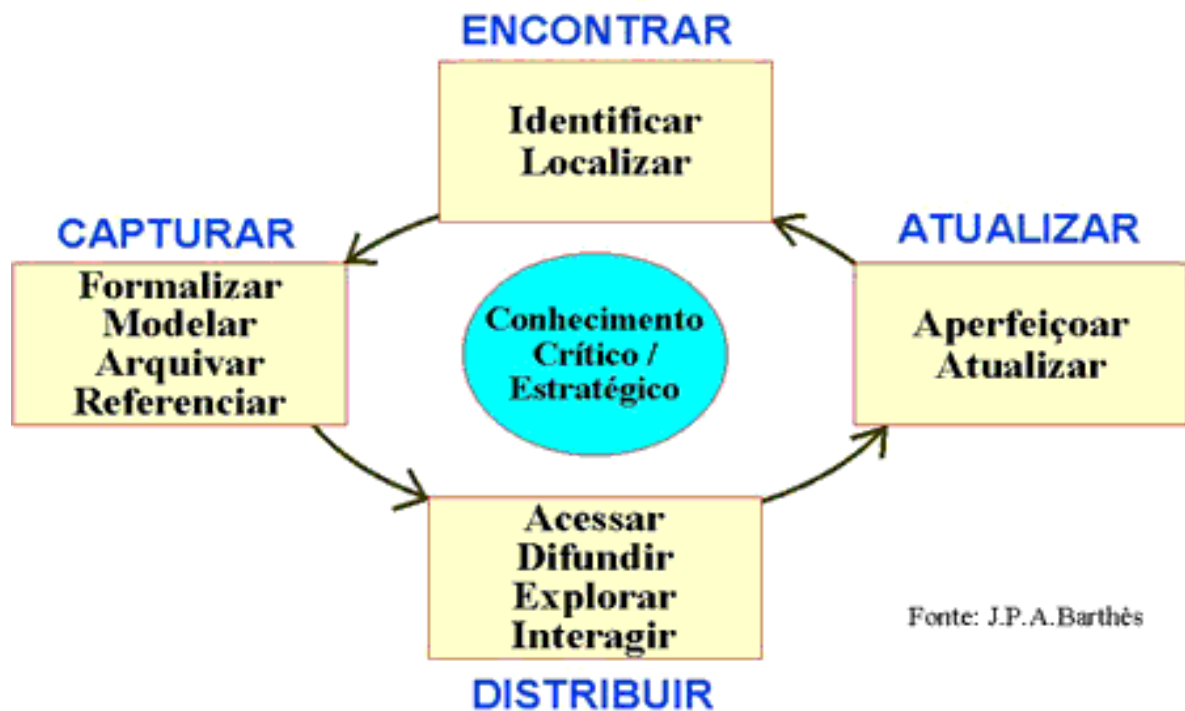 ENCONTRAR
Identificar
Localizar
CAPTURAR
Formalizar
Modelar
Arquivar
Referenciar
Conhecimento
Crítico /
Estratégico
ATUALIZAR
Aperfeiçoar
Atualizar
Acessar
Difundir
Explorar
Interagir
DISTRIBUIR
Fonte: J.P.A.Barthès